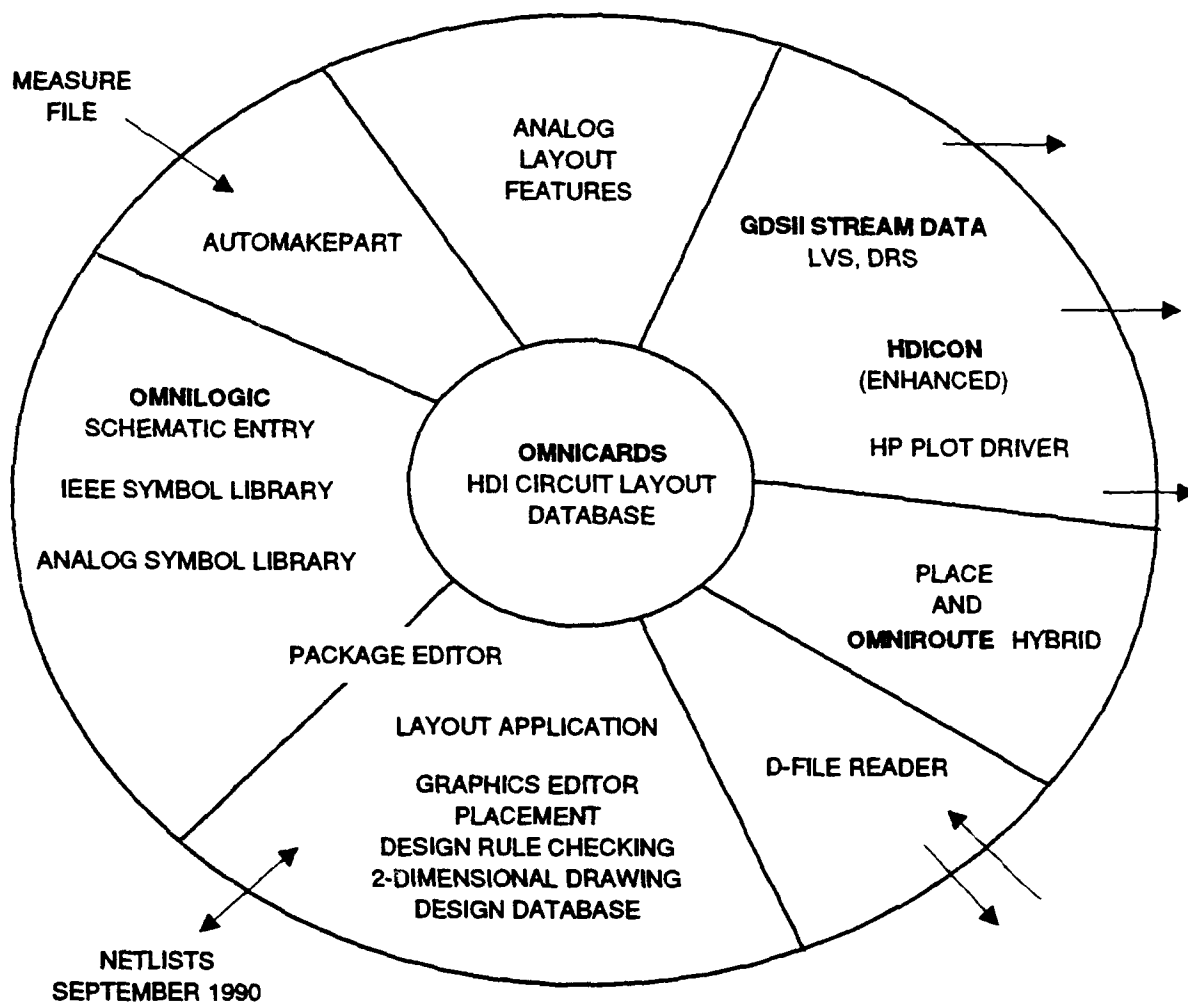 MEASURE
FILE
AUTOMAKEPART
ANALOG
LAYOUT
FEATURES
GDSII STREAM DATA
LVS, DRS
HDICON
(ENHANCED)
HP PLOT DRIVER
OMNILOGIC
SCHEMATIC ENTRY
IEEE SYMBOL LIBRARY
ANALOG SYMBOL LIBRARY
OMNICARDS
HDI CIRCUIT LAYOUT
DATABASE
PLACE
AND
OMNIROUTE HYBRID
PACKAGE EDITOR
LAYOUT APPLICATION
GRAPHICS EDITOR
PLACEMENT
DESIGN RULE CHECKING
2-DIMENSIONAL DRAWING
DESIGN DATABASE
D-FILE READER
NETLISTS
SEPTEMBER 1990